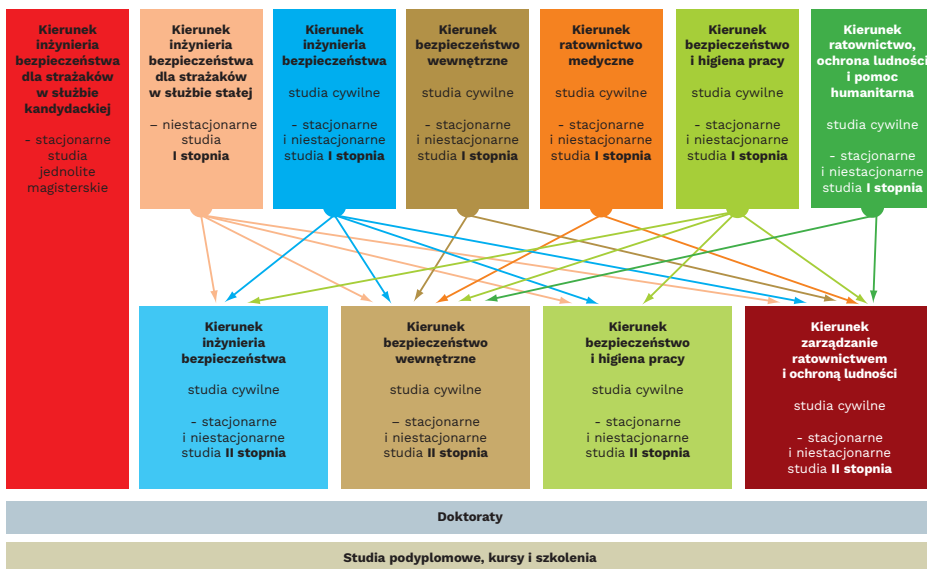 Kierunek
inżynieria
bezpieczeństwa
dla strażaków
w służbie
kandydackiej
- stacjonarne
studia
jednolite
magisterskie
Kierunek
inżynieria
bezpieczeństwa
dla strażaków
w służbie stałej
– niestacjonarne
studia
I stopnia
Kierunek
inżynieria
bezpieczeństwa
studia cywilne
- stacjonarne
i niestacjonarne
studia I stopnia
Kierunek
bezpieczeństwo
wewnętrzne
studia cywilne
- stacjonarne
i niestacjonarne
studia I stopnia
Kierunek
ratownictwo
medyczne
studia cywilne
- stacjonarne
i niestacjonarne
studia I stopnia
Kierunek
bezpieczeństwo
i higiena pracy
studia cywilne
- stacjonarne
i niestacjonarne
studia I stopnia
Kierunek
ratownictwo,
ochrona ludności
i pomoc
humanitarna
studia cywilne
- stacjonarne
i niestacjonarne
studia I stopnia
Kierunek
inżynieria
bezpieczeństwa
studia cywilne
- stacjonarne
i niestacjonarne
studia II stopnia
Kierunek
bezpieczeństwo
wewnętrzne
studia cywilne
– stacjonarne
i niestacjonarne
studia II stopnia
Kierunek
bezpieczeństwo
i higiena pracy
studia cywilne
- stacjonarne
i niestacjonarne
studia II stopnia
Kierunek
zarządzanie
ratownictwem
i ochroną ludności
studia cywilne
- stacjonarne
i niestacjonarne
studia II stopnia
Doktoraty
Studia podyplomowe, kursy i szkolenia